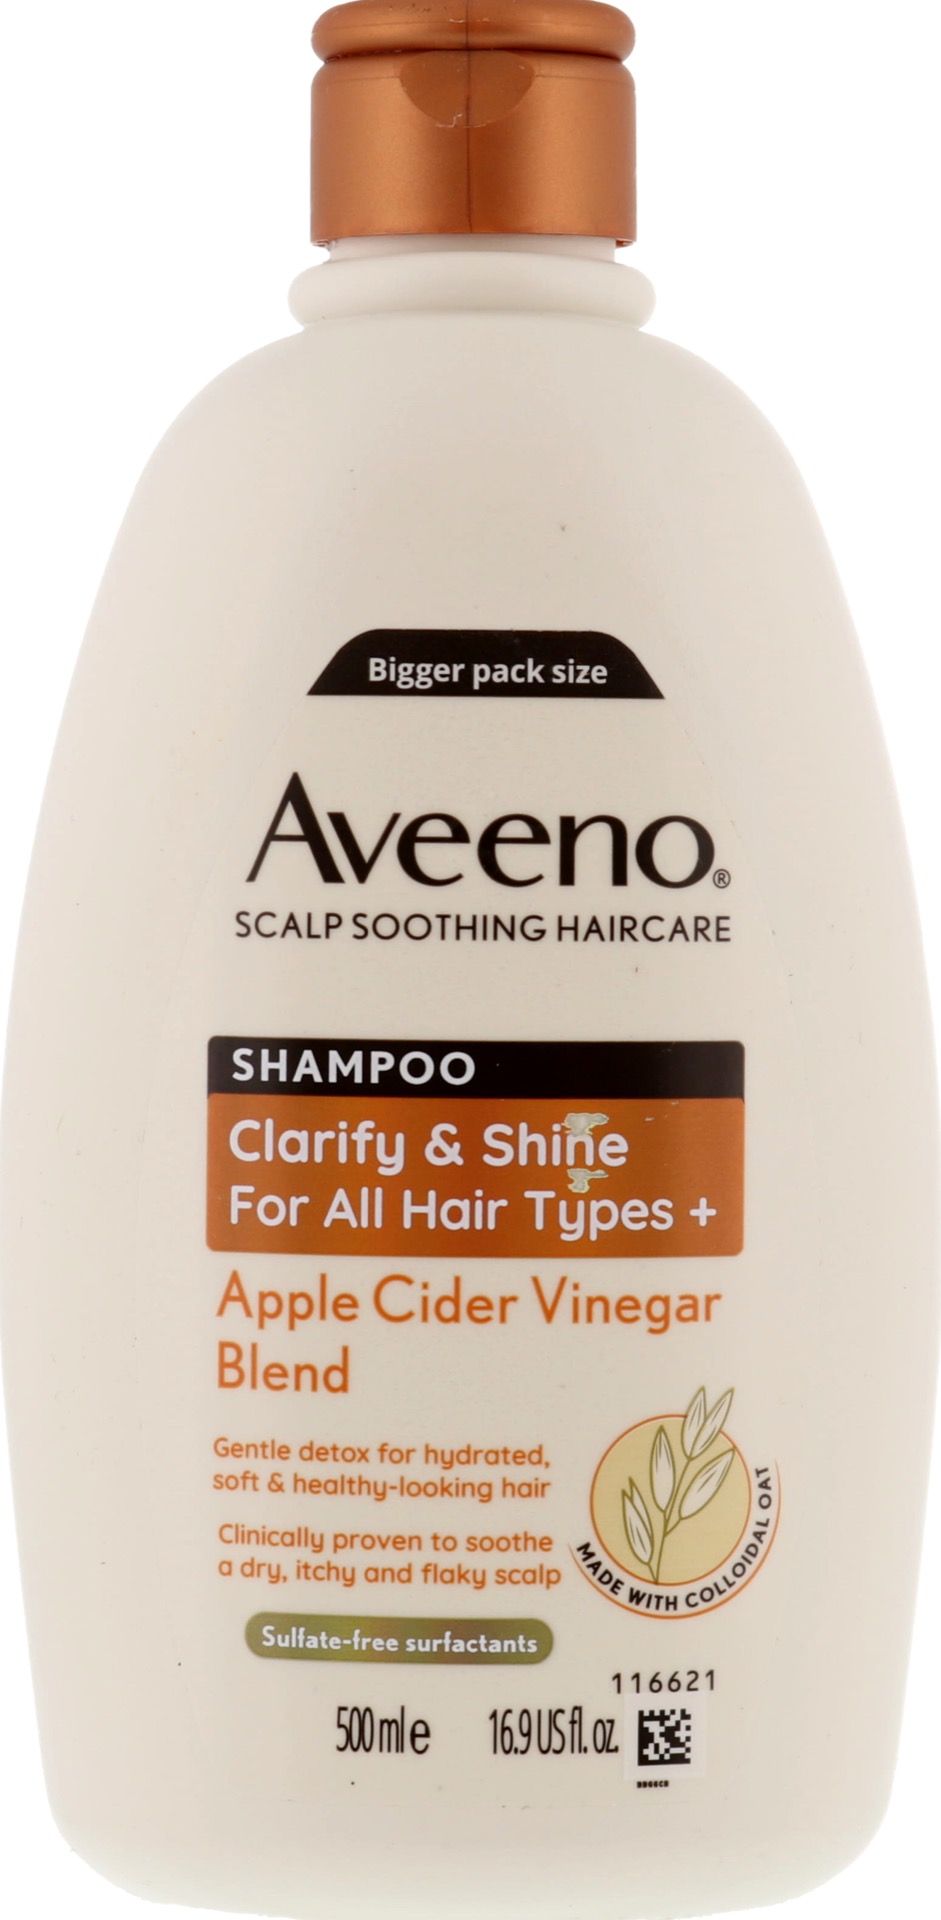 Bigger pack size
Aveeno®
SCALP SOOTHING HAIRCARE
SHAMPOO
Clarify & Shine
For All Hair Types +
Apple Cider Vinegar
Blend
Gentle detox for hydrated,
soft & healthy-looking hair
Clinically proven to soothe
a dry, itchy and flaky scalp
MADE WITH COLLOIDAL OAT
Sulfate-free surfactants
116621
500 ml e 16.9 US fl. oz.